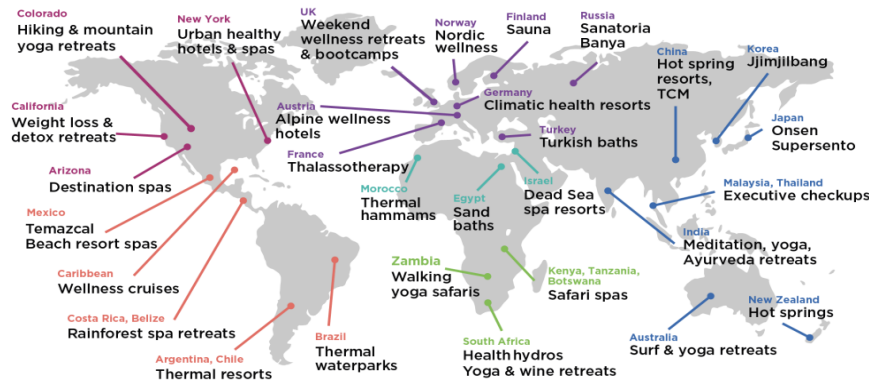 Colorado
Hiking & mountain
yoga retreats
New York
Urban healthy
hotels & spas
UK
Weekend
wellness retreats
& bootcamps
Norway
Nordic
wellness
Finland
Sauna
Russia
Sanatoria
Banya
China
Hot spring
resorts,
TCM
Korea
Jjimjilbang
California
Weight loss &
detox retreats
Austria
Alpine wellness
hotels
Germany
Climatic health resorts
Japan
Onsen
Supersento
Turkey
Turkish baths
France
Thalassotherapy
Arizona
Destination spas
Morocco
Thermal
hammams
Egypt
Sand
baths
Israel
Dead Sea
spa resorts
Malaysia, Thailand
Executive checkups
Mexico
Temazcal
Beach resort spas
India
Meditation, yoga,
Ayurveda retreats
Caribbean
Wellness cruises
Zambia
Walking
yoga safaris
Kenya, Tanzania,
Botswana
Safari spas
Costa Rica, Belize
Rainforest spa retreats
New Zealand
Hot springs
Brazil
Thermal
waterparks
Argentina, Chile
Thermal resorts
South Africa
Health hydros
Yoga & wine retreats
Australia
Surf & yoga retreats